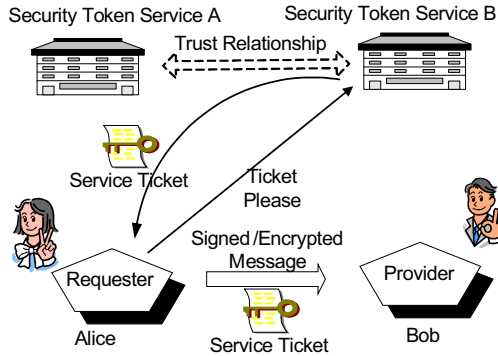 Security Token Service A
Security Token Service B
Trust Relationship
Service Ticket
Ticket
Please
Signed/Encrypted
Message
Requester
Provider
Alice
Service Ticket
Bob